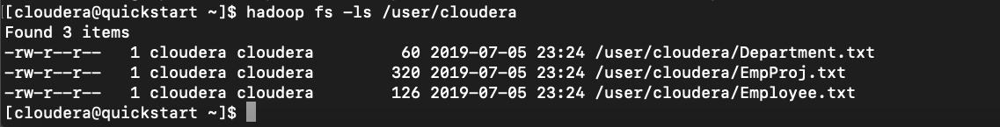 [cloudera@quickstart ~]$ hadoop fs -ls /user/cloudera
Found 3 items
-rw-r--r--   1 cloudera cloudera         60 2019-07-05 23:24 /user/cloudera/Department.txt
-rw-r--r--   1 cloudera cloudera        320 2019-07-05 23:24 /user/cloudera/EmpProj.txt
-rw-r--r--   1 cloudera cloudera        126 2019-07-05 23:24 /user/cloudera/Employee.txt
[cloudera@quickstart ~]$